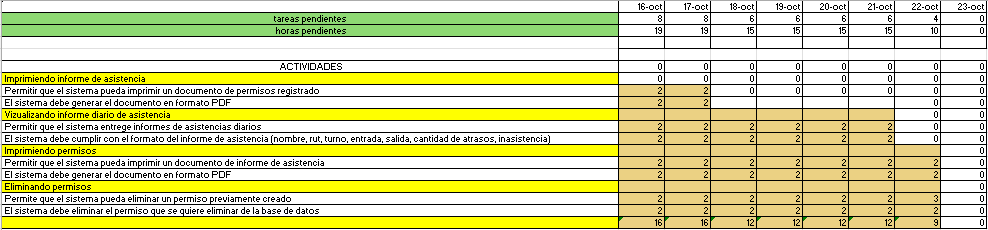 16-oct 17-oct 18-oct 19-oct 20-oct 21-oct 22-oct 23-oct
tareas pendientes 8 8 6 6 6 6 4 0
horas pendientes 19 19 15 15 15 15 10 0
ACTIVIDADES 0 0 0 0 0 0 0 0
Imprimiendo informe de asistencia 0 0 0 0 0 0 0 0
Permitir que el sistema pueda imprimir un documento de permisos registrado 2 2 0 0 0 0 0 0
El sistema debe generar el documento en formato PDF 2 2 0 0
Vizualizando informe diario de asistencia 0 0
Permitir que el sistema entrege informes de asistencias diarios 2 2 2 2 2 2 0 0
El sistema debe cumplir con el formato del informe de asistencia (nombre, rut, turno, entrada, salida, cantidad de atrasos, inasistencia) 2 2 2 2 2 2 0 0
Imprimiendo permisos 0
Permitir que el sistema pueda imprimir un documento de informe de asistencia 2 2 2 2 2 2 2 0
El sistema debe generar el documento en formato PDF 2 2 2 2 2 2 2 0
Eliminando permisos 0
Permite que el sistema pueda eliminar un permiso previamente creado 2 2 2 2 2 2 3 0
El sistema debe eliminar el permiso que se quiere eliminar de la base de datos 2 2 2 2 2 2 2 0
16 16 12 12 12 12 9 0